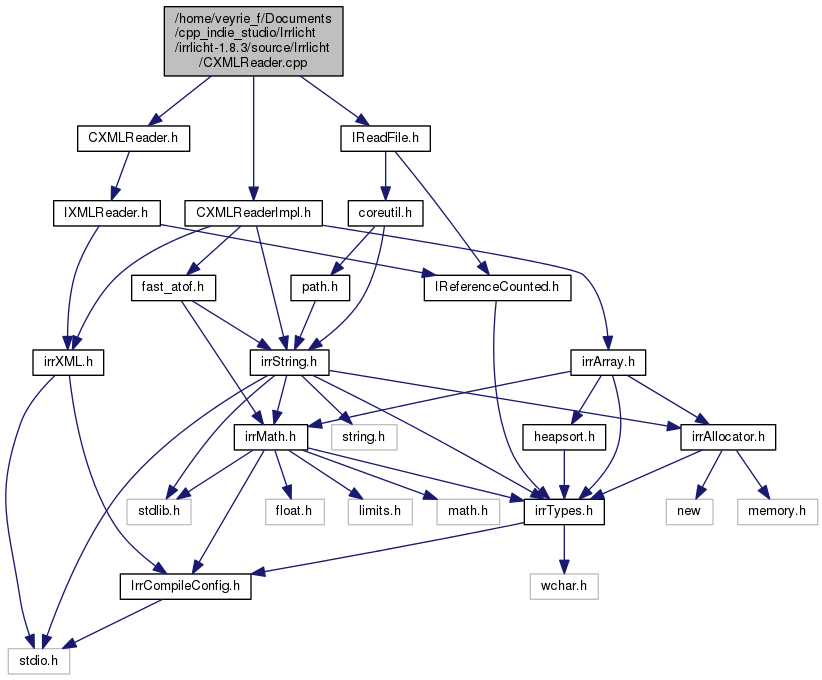 /home/veyrie_f/Documents
/cpp_indie_studio/Irrlicht
/irrlicht-1.8.3/source/Irrlicht
/CXMLReader.cpp
CXMLReader.h
IReadFile.h
IXMLReader.h
CXMLReaderImpl.h
coreutil.h
fast_atof.h
path.h
IReferenceCounted.h
irrXML.h
irrString.h
irrArray.h
irrMath.h
string.h
heapsort.h
irrAllocator.h
stdlib.h
float.h
limits.h
math.h
irrTypes.h
new
memory.h
IrrCompileConfig.h
wchar.h
stdio.h